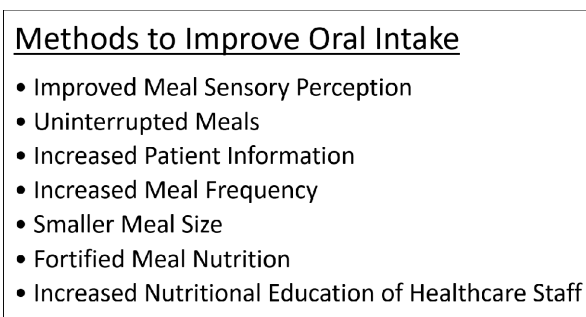 Methods to Improve Oral Intake
• Improved Meal Sensory Perception
• Uninterrupted Meals
• Increased Patient Information
• Increased Meal Frequency
• Smaller Meal Size
• Fortified Meal Nutrition
• Increased Nutritional Education of Healthcare Staff